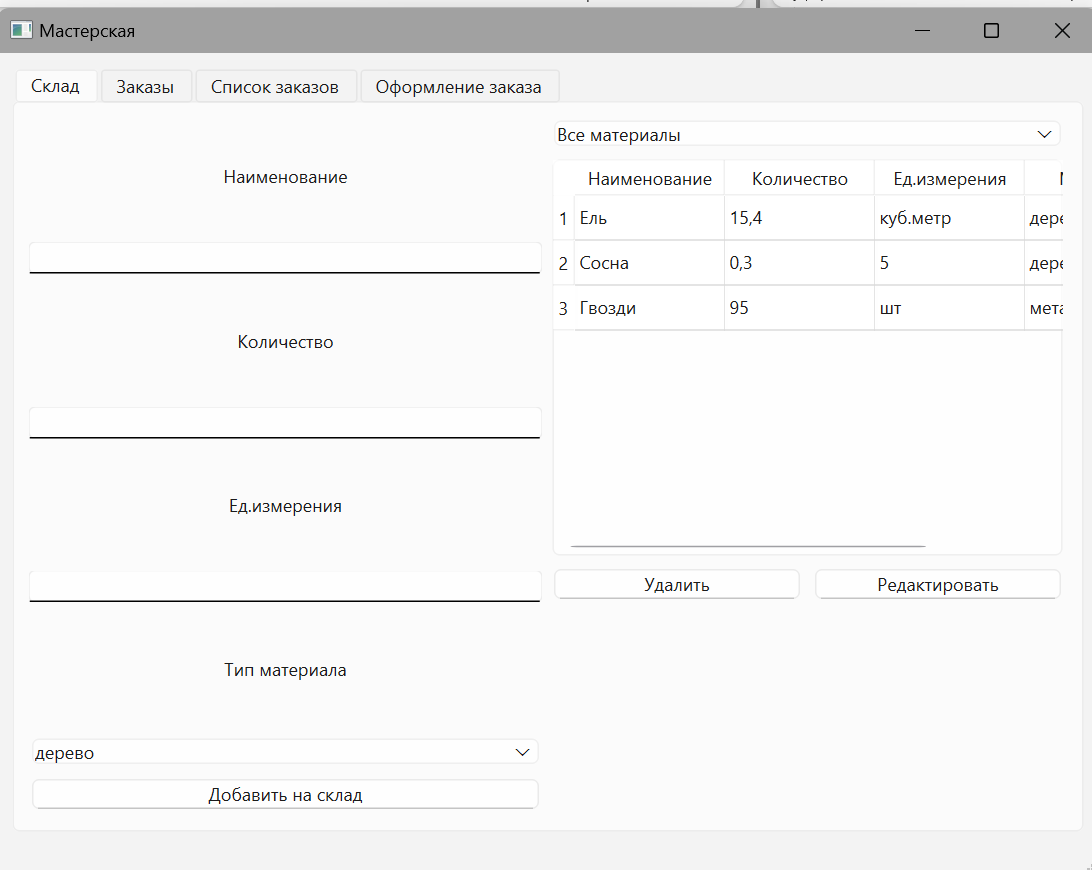 Мастерская
Склад Заказы Список заказов Оформление заказа
Наименование
Количество
Ед.измерения
Тип материала
дерево
Добавить на склад
Все материалы
Наименование Количество Ед.измерения
1 Ель 15,4 куб.метр
2 Сосна 0,3 5
3 Гвозди 95 шт
Удалить Редактировать